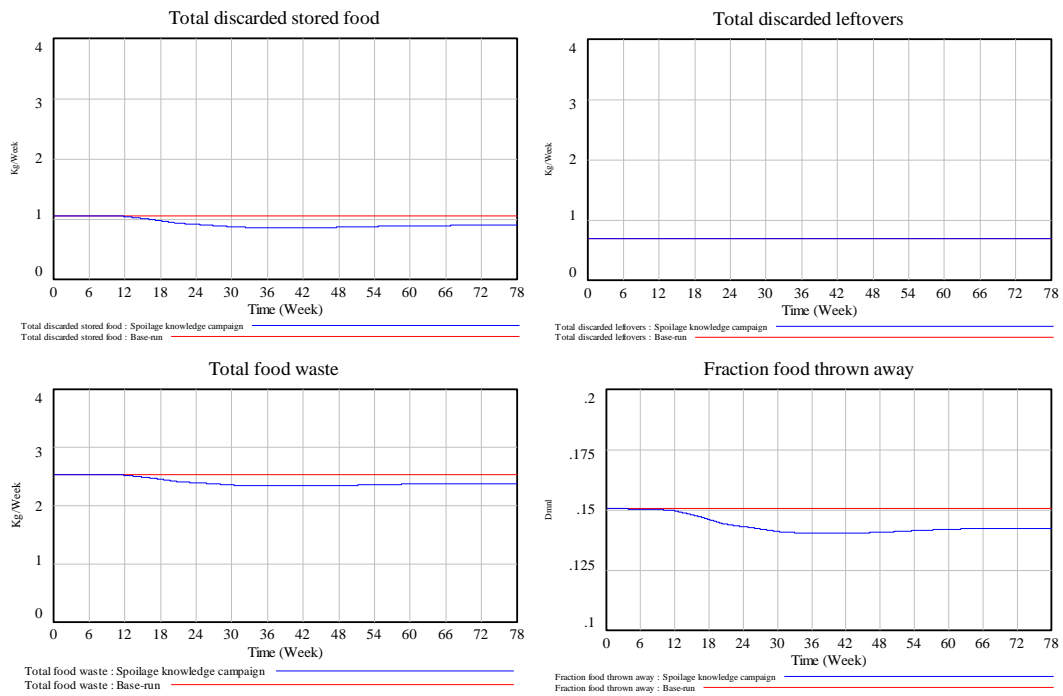 Total discarded stored food
4
3
2
1
0
Kg/Week
0 6 12 18 24 30 36 42 48 54 60 66 72 78
Time (Week)
Total discarded stored food : Spoilage knowledge campaign
Total discarded stored food : Base-run
Total discarded leftovers
4
3
2
1
0
Kg/Week
0 6 12 18 24 30 36 42 48 54 60 66 72 78
Time (Week)
Total discarded leftovers : Spoilage knowledge campaign
Total discarded leftovers : Base-run
Total food waste
4
3
2
1
0
Kg/Week
0 6 12 18 24 30 36 42 48 54 60 66 72 78
Time (Week)
Total food waste : Spoilage knowledge campaign
Total food waste : Base-run
Fraction food thrown away
.2
.175
.15
.125
.1
Dmnl
0 6 12 18 24 30 36 42 48 54 60 66 72 78
Time (Week)
Fraction food thrown away : Spoilage knowledge campaign
Fraction food thrown away : Base-run